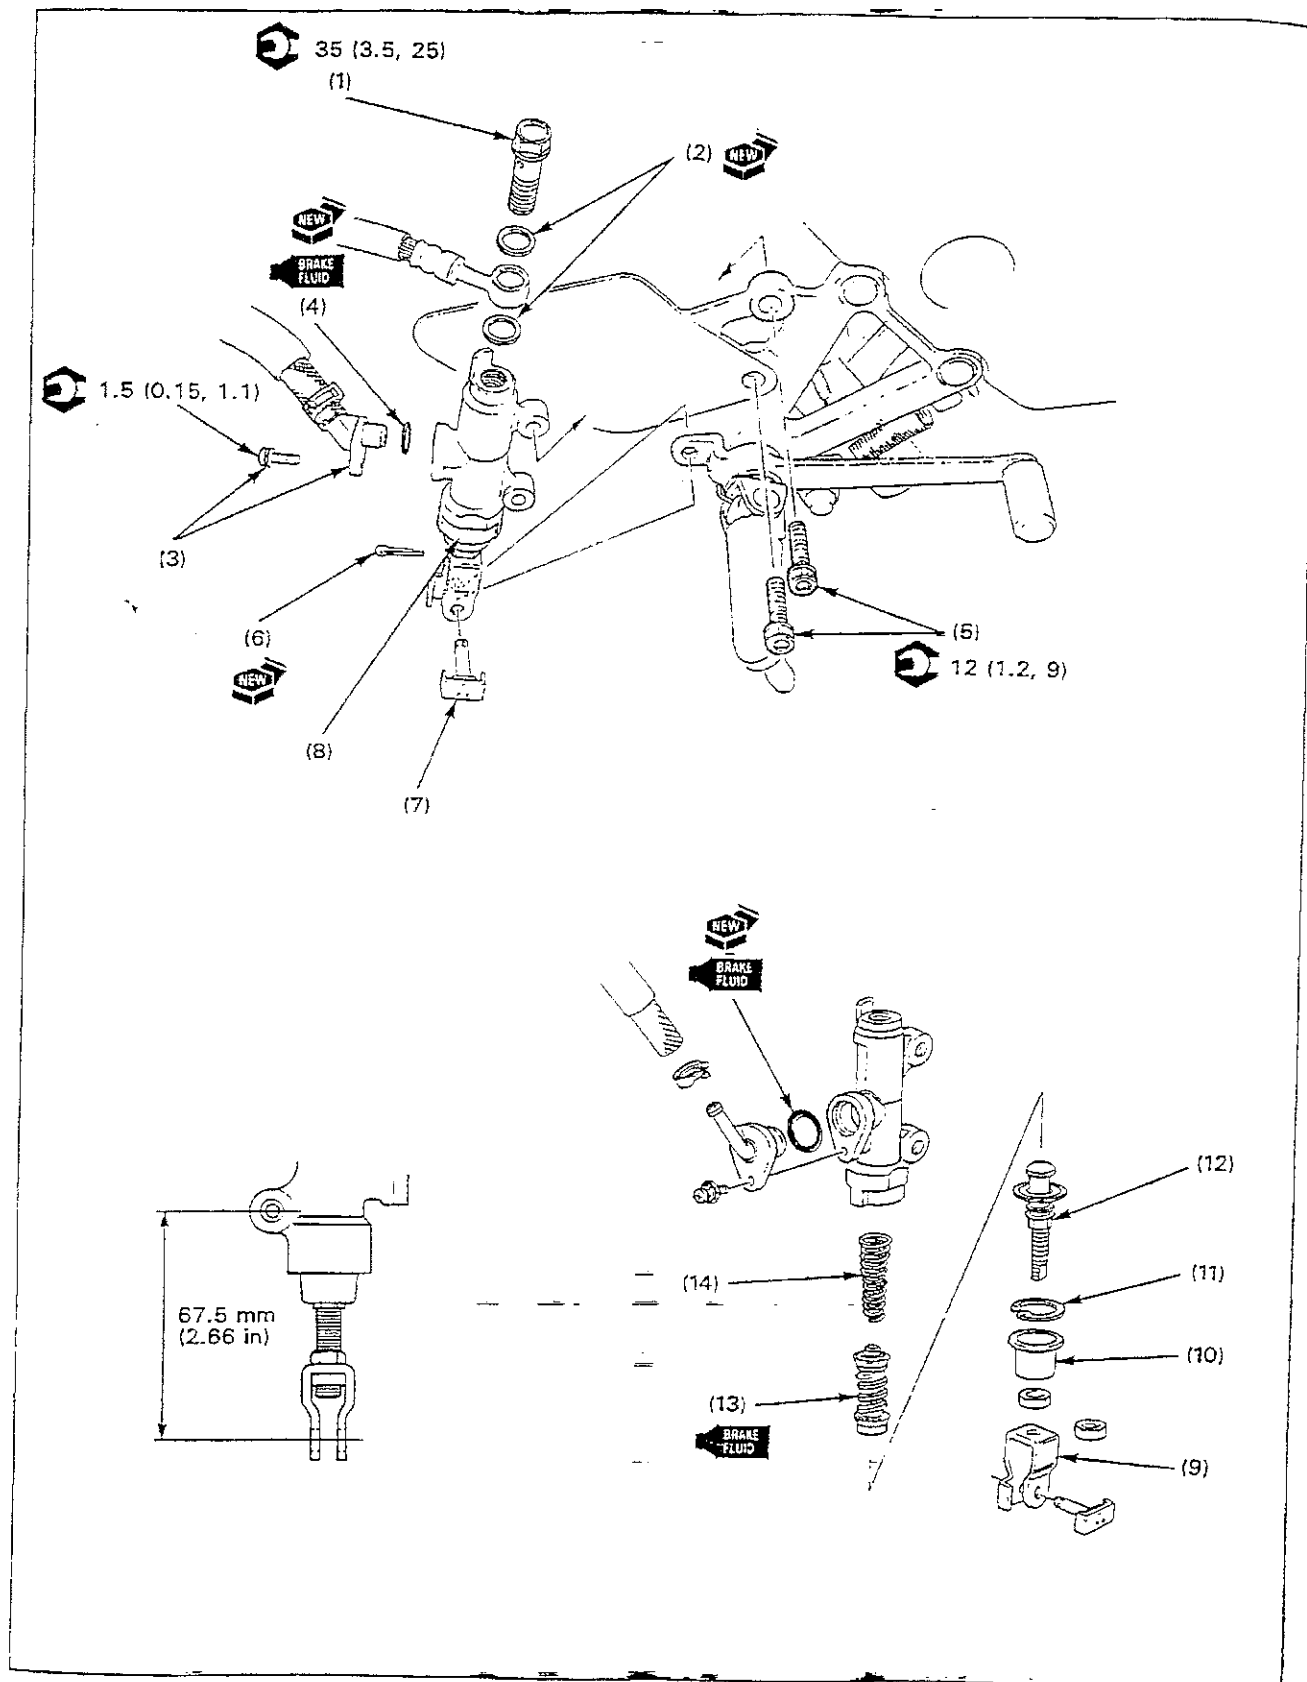 35 (3.5, 25)
(1)
(2)
NEW
NEW
BRAKE
FLUID
(4)
1.5 (0.15, 1.1)
(3)
(6)
NEW
(5)
12 (1.2, 9)
(8)
(7)
NEW
BRAKE
FLUID
(12)
(14)
(11)
67.5 mm
(2.66 in)
(10)
(13)
BRAKE
FLUID
(9)